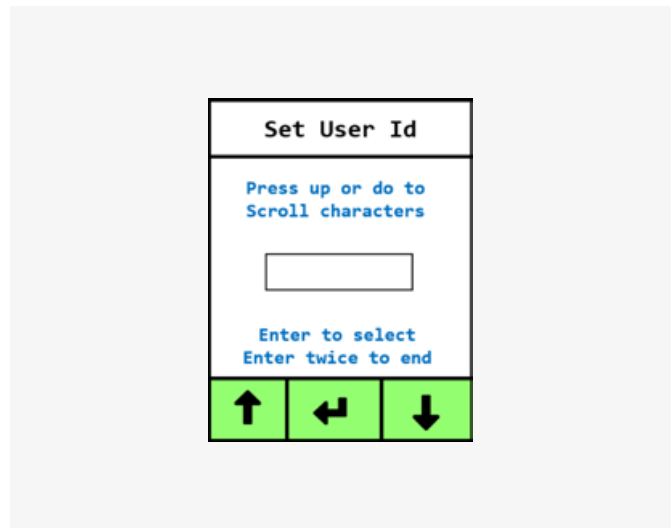 Set User Id
Press up or do to
Scroll characters
Enter to select
Enter twice to end